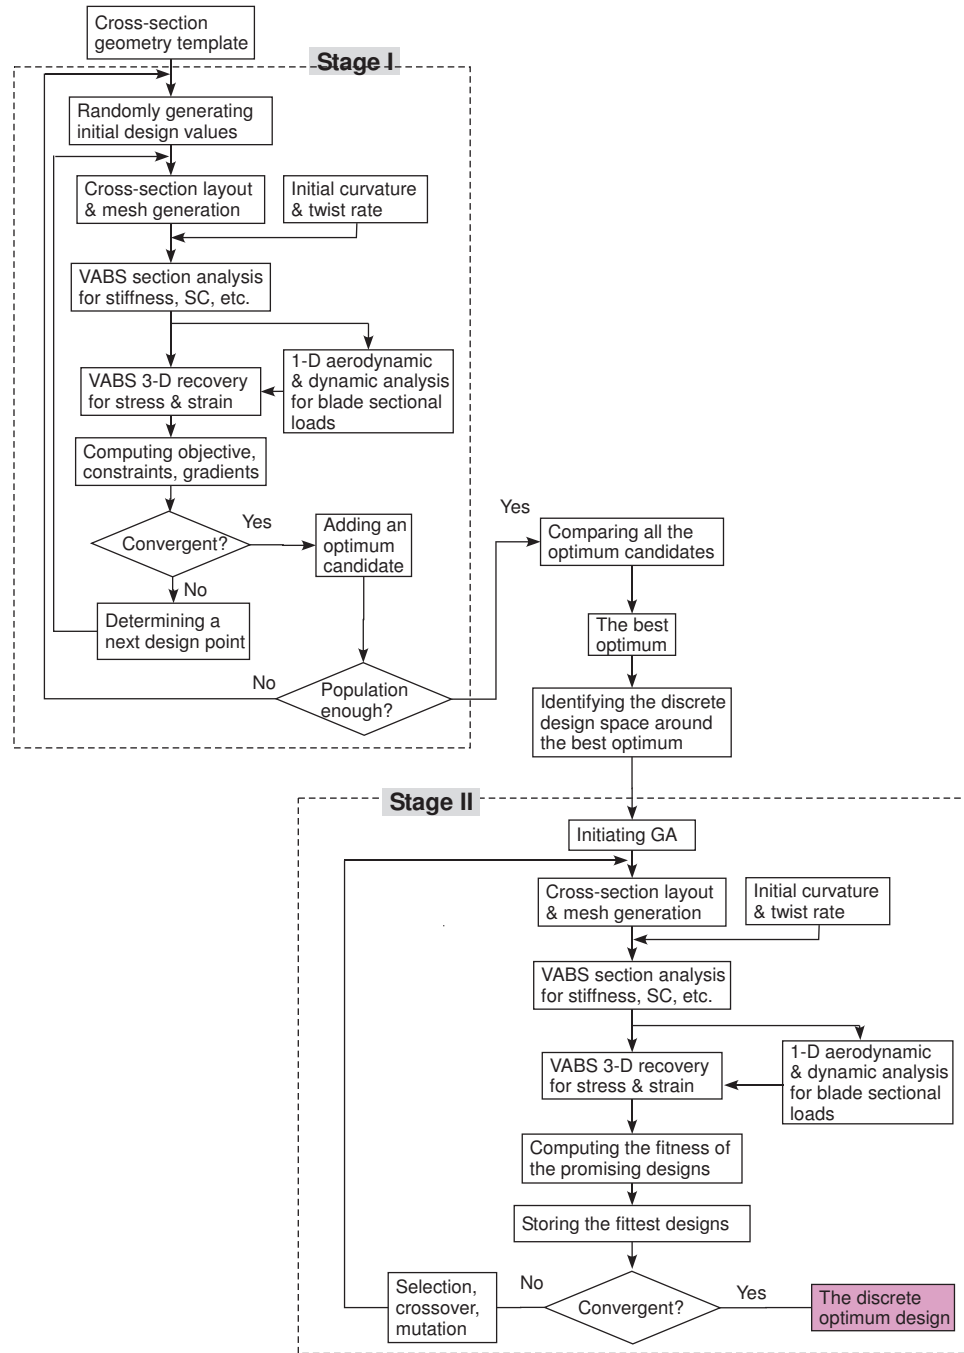 Cross-section
geometry template
Stage I
Randomly generating
initial design values
Cross-section layout
& mesh generation
Initial curvature
& twist rate
VABS section analysis
for stiffness, SC, etc.
VABS 3-D recovery
for stress & strain
1-D aerodynamic
& dynamic analysis
for blade sectional
loads
Computing objective,
constraints, gradients
Convergent?
Yes
Adding an
optimum
candidate
No
Determining a
next design point
No
Population
enough?
Yes
Comparing all the
optimum candidates
The best
optimum
Identifying the discrete
design space around
the best optimum
Stage II
Initiating GA
Cross-section layout
& mesh generation
Initial curvature
& twist rate
VABS section analysis
for stiffness, SC, etc.
VABS 3-D recovery
for stress & strain
1-D aerodynamic
& dynamic analysis
for blade sectional
loads
Computing the fitness of
the promising designs
Storing the fittest designs
Selection,
crossover,
mutation
No
Convergent?
Yes
The discrete
optimum design